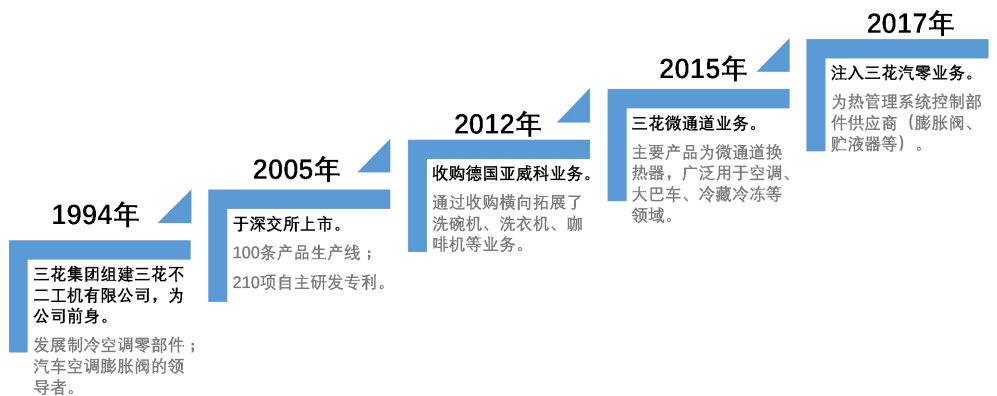 1994年
三花集团组建三花不
二工机有限公司，为
公司前身。
发展制冷空调零部件；
汽车空调膨胀阀的领
导者。
2005年
于深交所上市。
100条产品生产线；
210项自主研发专利。
2012年
收购德国亚威科业务。
通过收购横向拓展了
洗碗机、洗衣机、咖
啡机等业务。
2015年
三花微通道业务。
主要产品为微通道换
热器，广泛用于空调、
大巴车、冷藏冷冻等
领域。
2017年
注入三花汽零业务。
为热管理系统控制部
件供应商（膨胀阀、
贮液器等）。